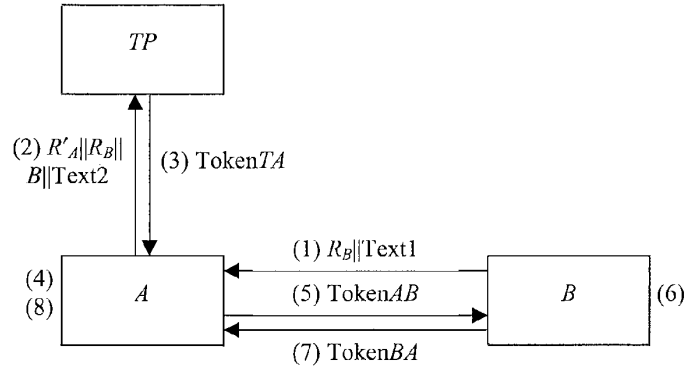 TP
(2) R′A||RB||
B||Text2
(3) TokenTA
(1) RB||Text1
(4)
A
B
(6)
(5) TokenAB
(8)
(7) TokenBA